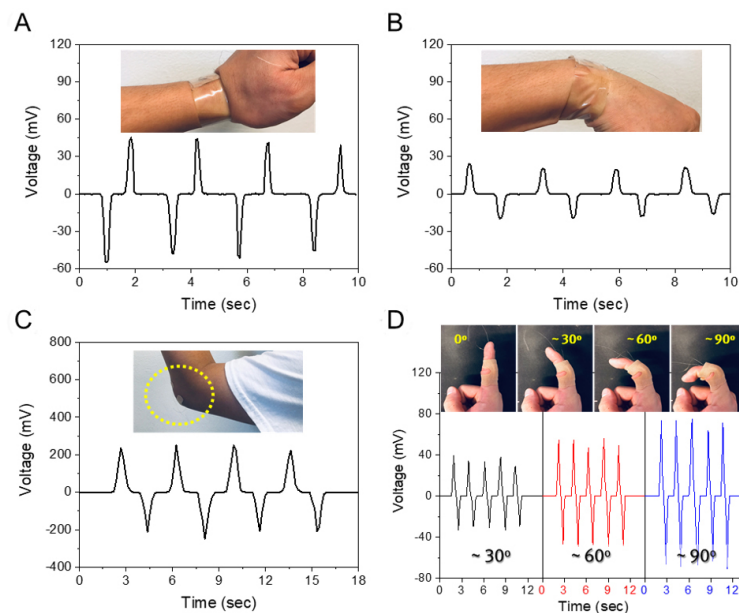 A
120
90
60
30
0
-30
-60
Voltage (mV)
0 2 4 6 8 10
Time (sec)
B
120
90
60
30
0
-30
-60
Voltage (mV)
0 2 4 6 8 10
Time (sec)
C
800
600
400
200
0
-200
-400
Voltage (mV)
0 3 6 9 12 15 18
Time (sec)
D
0° ~30° ~60° ~90°
120
80
40
0
-40
-80
Voltage (mV)
~ 30° ~ 60° ~ 90°
0 3 6 9 12 0 3 6 9 12 0 3 6 9 12
Time (sec)